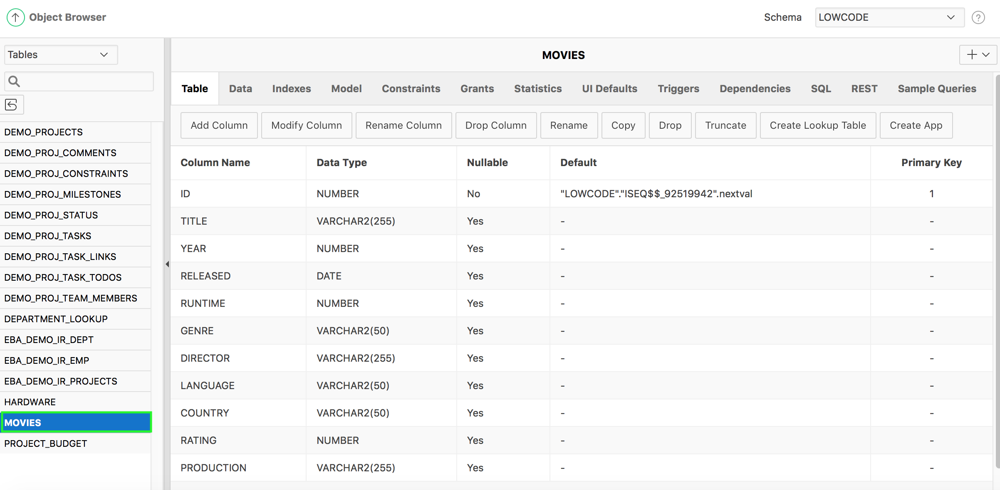 Object Browser
Schema LOWCODE
Tables
MOVIES
Table Data Indexes Model Constraints Grants Statistics UI Defaults Triggers Dependencies SQL REST Sample Queries
Add Column Modify Column Rename Column Drop Column Rename Copy Drop Truncate Create Lookup Table Create App
DEMO_PROJECTS
DEMO_PROJ_COMMENTS
DEMO_PROJ_CONSTRAINTS
DEMO_PROJ_MILESTONES
DEMO_PROJ_STATUS
DEMO_PROJ_TASKS
DEMO_PROJ_TASK_LINKS
DEMO_PROJ_TASK_TODOS
DEMO_PROJ_TEAM_MEMBERS
DEPARTMENT_LOOKUP
EBA_DEMO_IR_DEPT
EBA_DEMO_IR_EMP
EBA_DEMO_IR_PROJECTS
HARDWARE
MOVIES
PROJECT_BUDGET
Column Name Data Type Nullable Default Primary Key
ID NUMBER No "LOWCODE"."ISEQ$$_92519942".nextval 1
TITLE VARCHAR2(255) Yes - -
YEAR NUMBER Yes - -
RELEASED DATE Yes - -
RUNTIME NUMBER Yes - -
GENRE VARCHAR2(50) Yes - -
DIRECTOR VARCHAR2(255) Yes - -
LANGUAGE VARCHAR2(50) Yes - -
COUNTRY VARCHAR2(50) Yes - -
RATING NUMBER Yes - -
PRODUCTION VARCHAR2(255) Yes - -